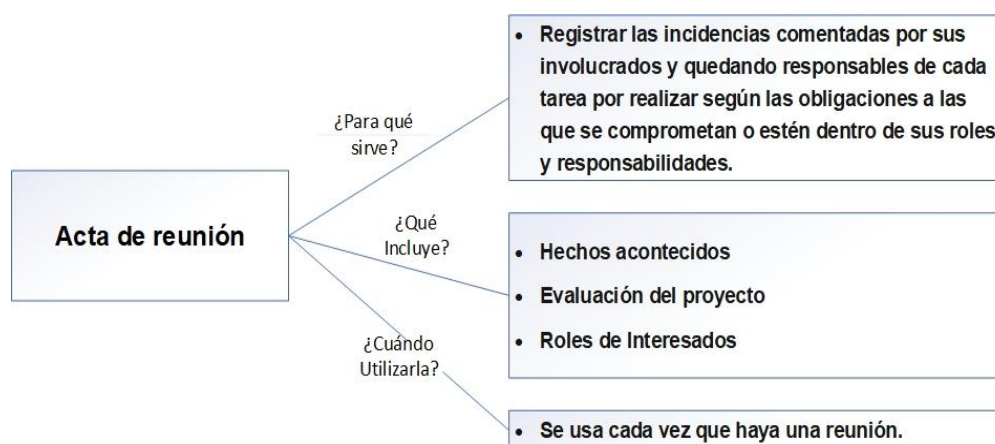 Acta de reunión
¿Para qué
sirve?
• Registrar las incidencias comentadas por sus
involucrados y quedando responsables de cada
tarea por realizar según las obligaciones a las
que se comprometan o estén dentro de sus roles
y responsabilidades.
¿Qué
Incluye?
• Hechos acontecidos
• Evaluación del proyecto
• Roles de Interesados
¿Cuándo
Utilizarla?
• Se usa cada vez que haya una reunión.